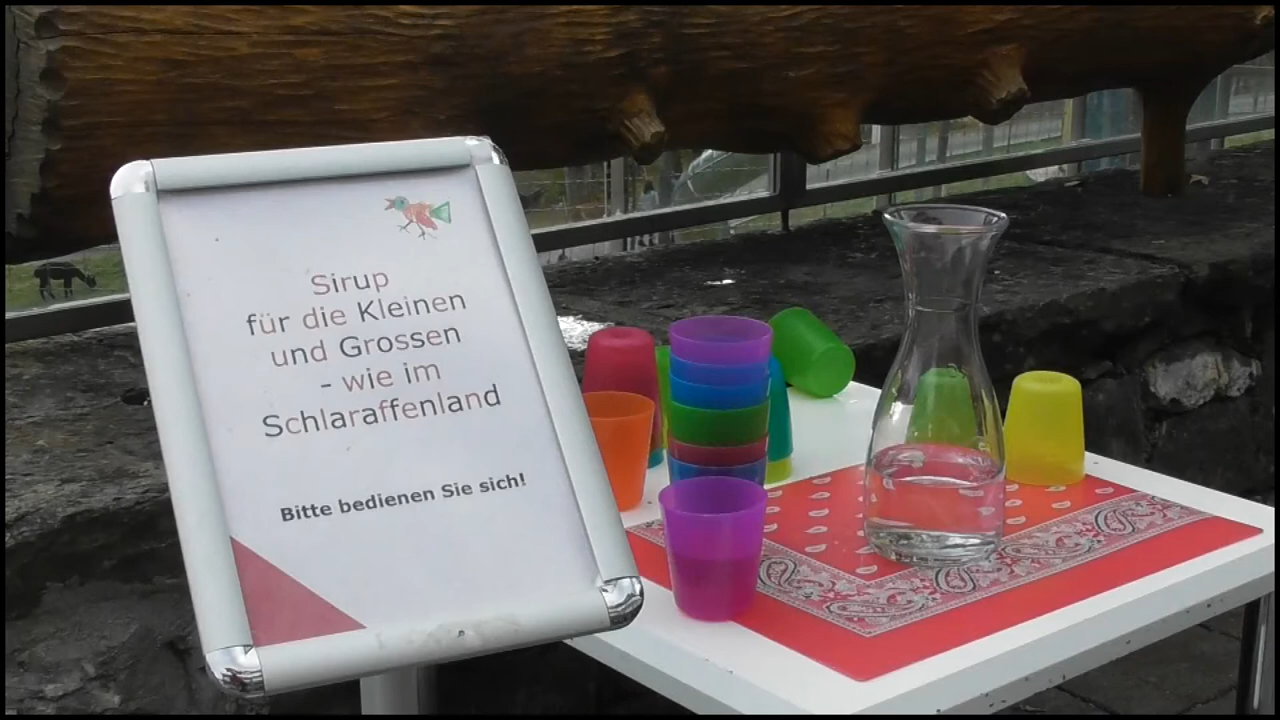 Sirup
für die Kleinen
und Grossen
- wie im
Schlaraffenland
Bitte bedienen Sie sich!